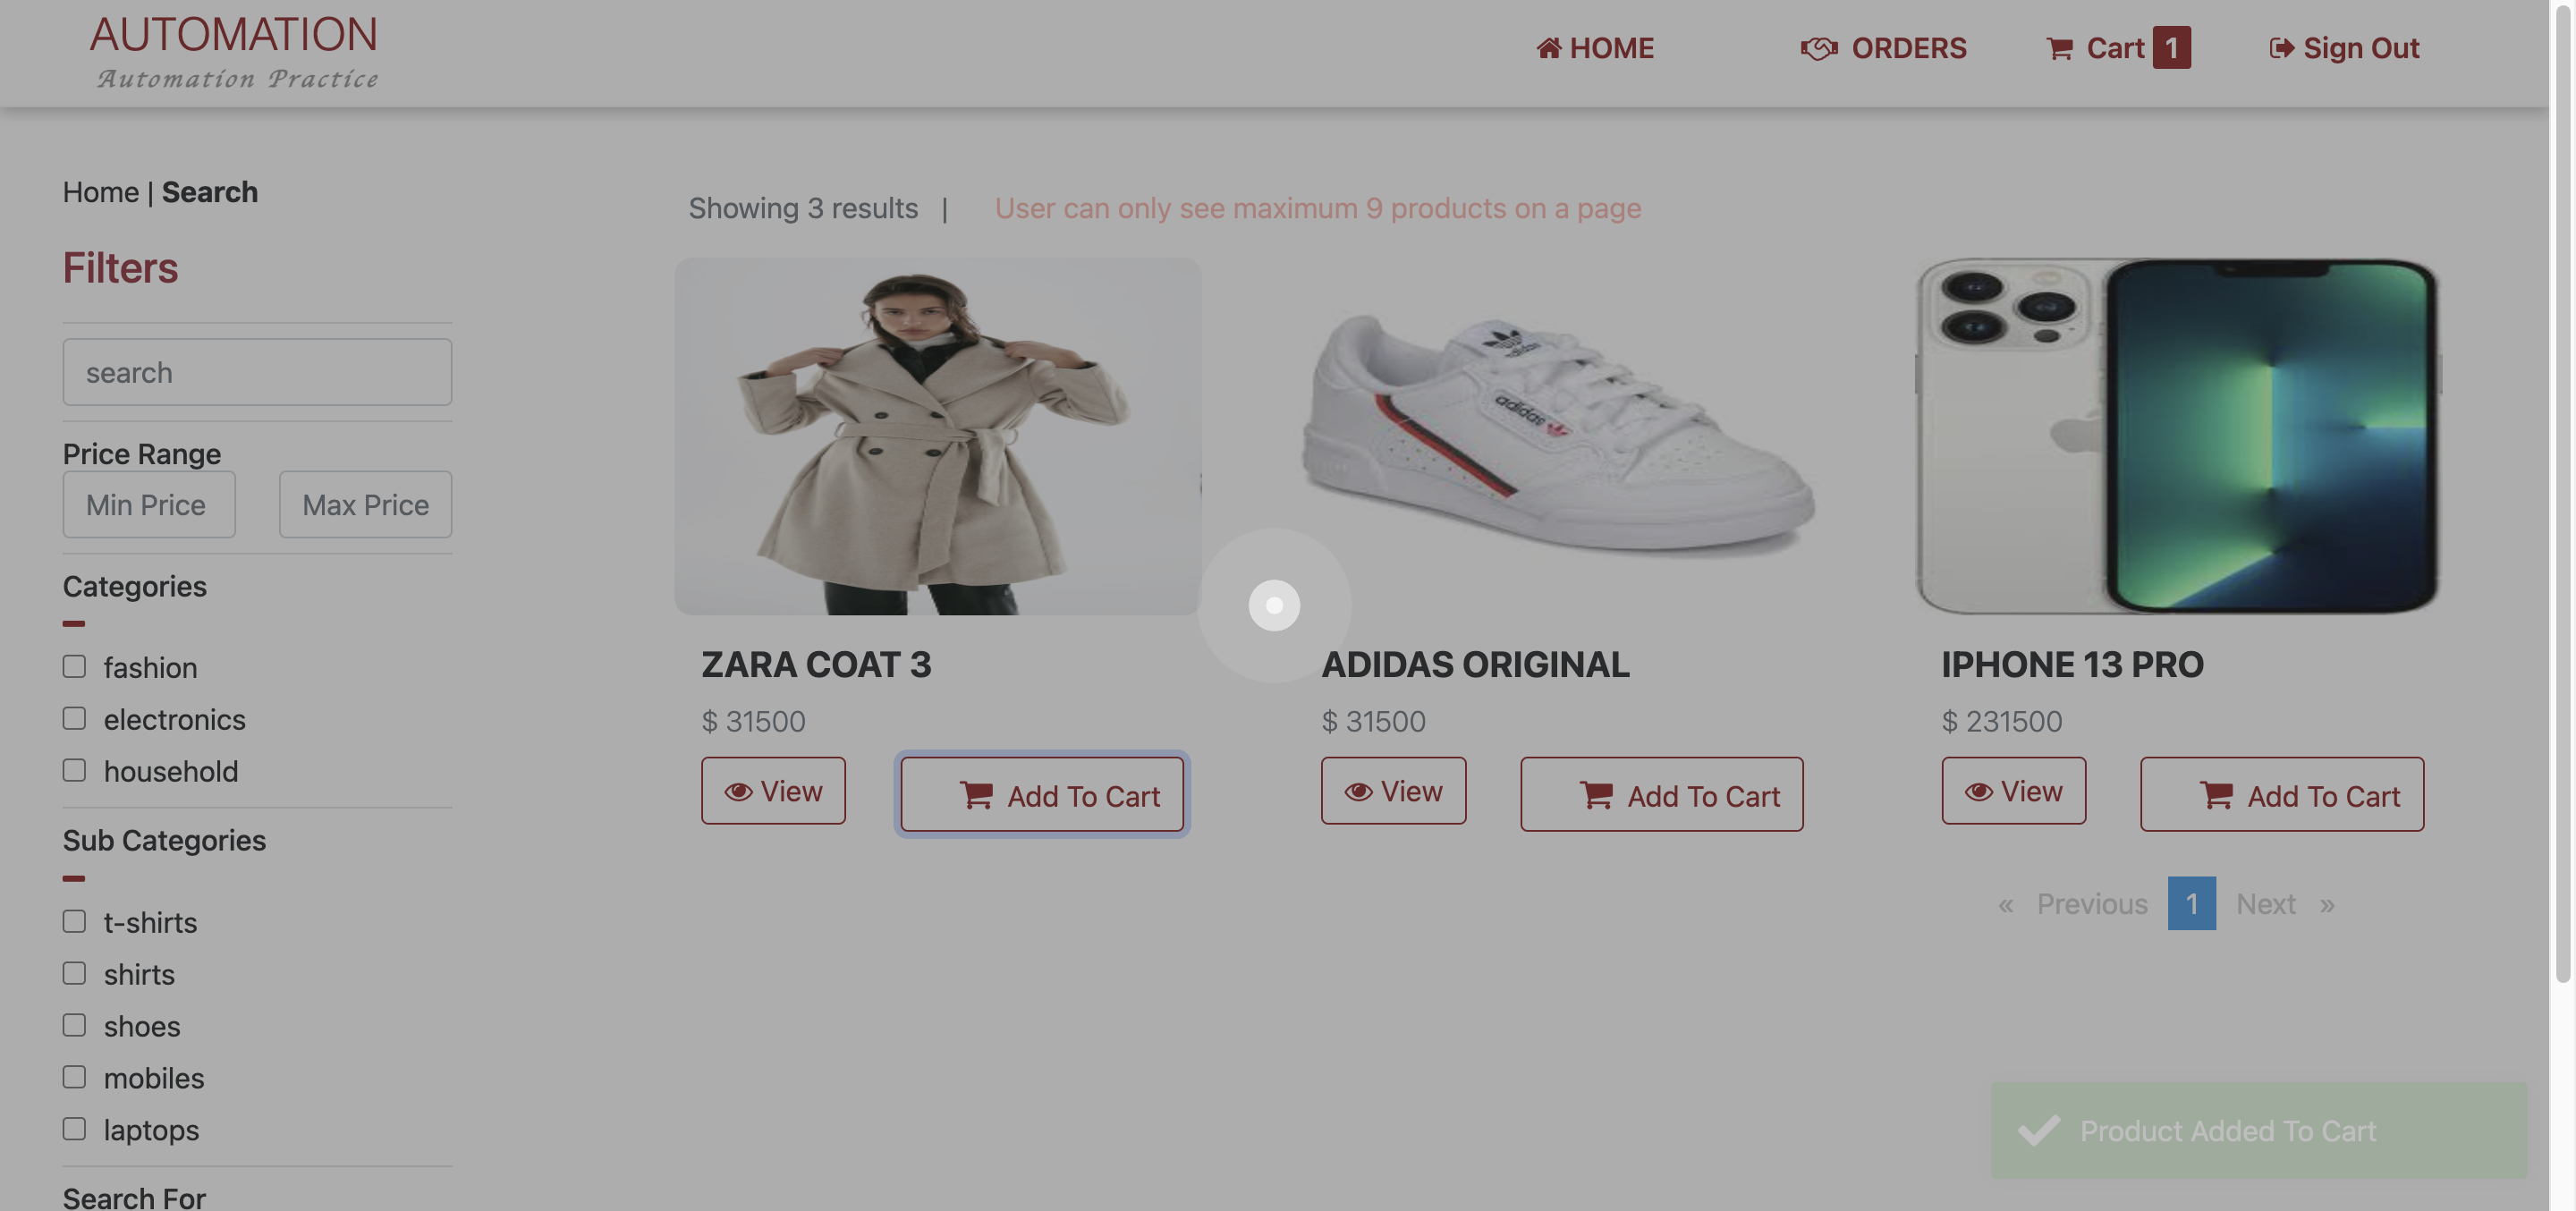 AUTOMATION
Automation Practice
HOME
ORDERS
Cart 1
Sign Out
Home | Search
Filters
search
Price Range
Min Price
Max Price
Categories
fashion
electronics
household
Sub Categories
t-shirts
shirts
shoes
mobiles
laptops
Search For
Showing 3 results |
User can only see maximum 9 products on a page
adidas
adidas
ZARA COAT 3
$ 31500
View
Add To Cart
ADIDAS ORIGINAL
$ 31500
View
Add To Cart
IPHONE 13 PRO
$ 231500
View
Add To Cart
« Previous 1 Next »
Product Added To Cart